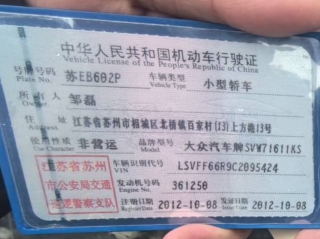 中华人民共和国机动车行驶证
Vehicle License of the People's Republic of China
号牌号码 苏EB602P 车辆类型 小型轿车
Plate No. Vehicle Type
所有人 邹磊
Owner
住址 江苏省苏州市相城区北桥镇百家村(13)上方港13号
Address
使用性质 非营运 品牌型号 大众汽车牌SVW71611KS
Use Character Model
江苏省苏州 车辆识别代号 LSVFF66R9C2095424
VIN
市公安局交通 发动机号码 361250
Engine No.
巡逻警察支队 注册日期 2012-10-08 发证日期 2012-10-08
Register Date Issue Date